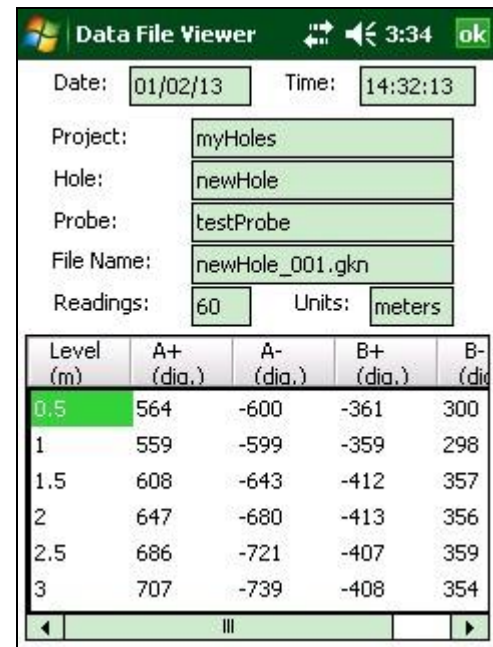 Data File Viewer 3:34 ok
Date: 01/02/13 Time: 14:32:13
Project: myHoles
Hole: newHole
Probe: testProbe
File Name: newHole_001.gkn
Readings: 60 Units: meters
Level A+ A- B+ B-
(m) (dig.) (dig.) (dig.) (dig
0.5 564 -600 -361 300
1 559 -599 -359 298
1.5 608 -643 -412 357
2 647 -680 -413 356
2.5 686 -721 -407 359
3 707 -739 -408 354